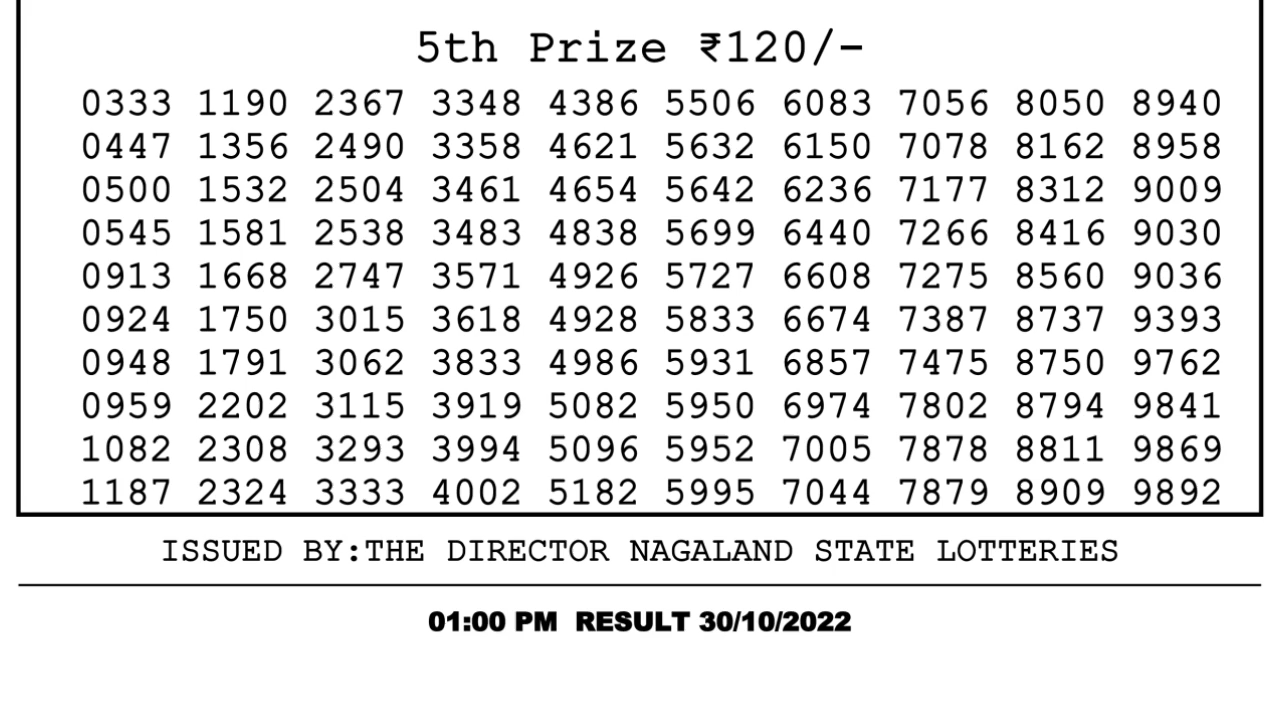 5th Prize ₹120/-
0333 1190 2367 3348 4386 5506 6083 7056 8050 8940
0447 1356 2490 3358 4621 5632 6150 7078 8162 8958
0500 1532 2504 3461 4654 5642 6236 7177 8312 9009
0545 1581 2538 3483 4838 5699 6440 7266 8416 9030
0913 1668 2747 3571 4926 5727 6608 7275 8560 9036
0924 1750 3015 3618 4928 5833 6674 7387 8737 9393
0948 1791 3062 3833 4986 5931 6857 7475 8750 9762
0959 2202 3115 3919 5082 5950 6974 7802 8794 9841
1082 2308 3293 3994 5096 5952 7005 7878 8811 9869
1187 2324 3333 4002 5182 5995 7044 7879 8909 9892
ISSUED BY:THE DIRECTOR NAGALAND STATE LOTTERIES
01:00 PM RESULT 30/10/2022